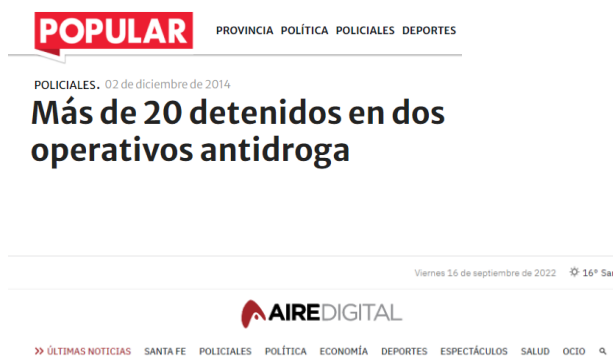 POPULAR PROVINCIA POLÍTICA POLICIALES DEPORTES
POLICIALES. 02 de diciembre de 2014
Más de 20 detenidos en dos
operativos antidroga
Viernes 16 de septiembre de 2022 16° San
AIREDIGITAL
>> ÚLTIMAS NOTICIAS SANTA FE POLICIALES POLÍTICA ECONOMÍA DEPORTES ESPECTÁCULOS SALUD OCIO